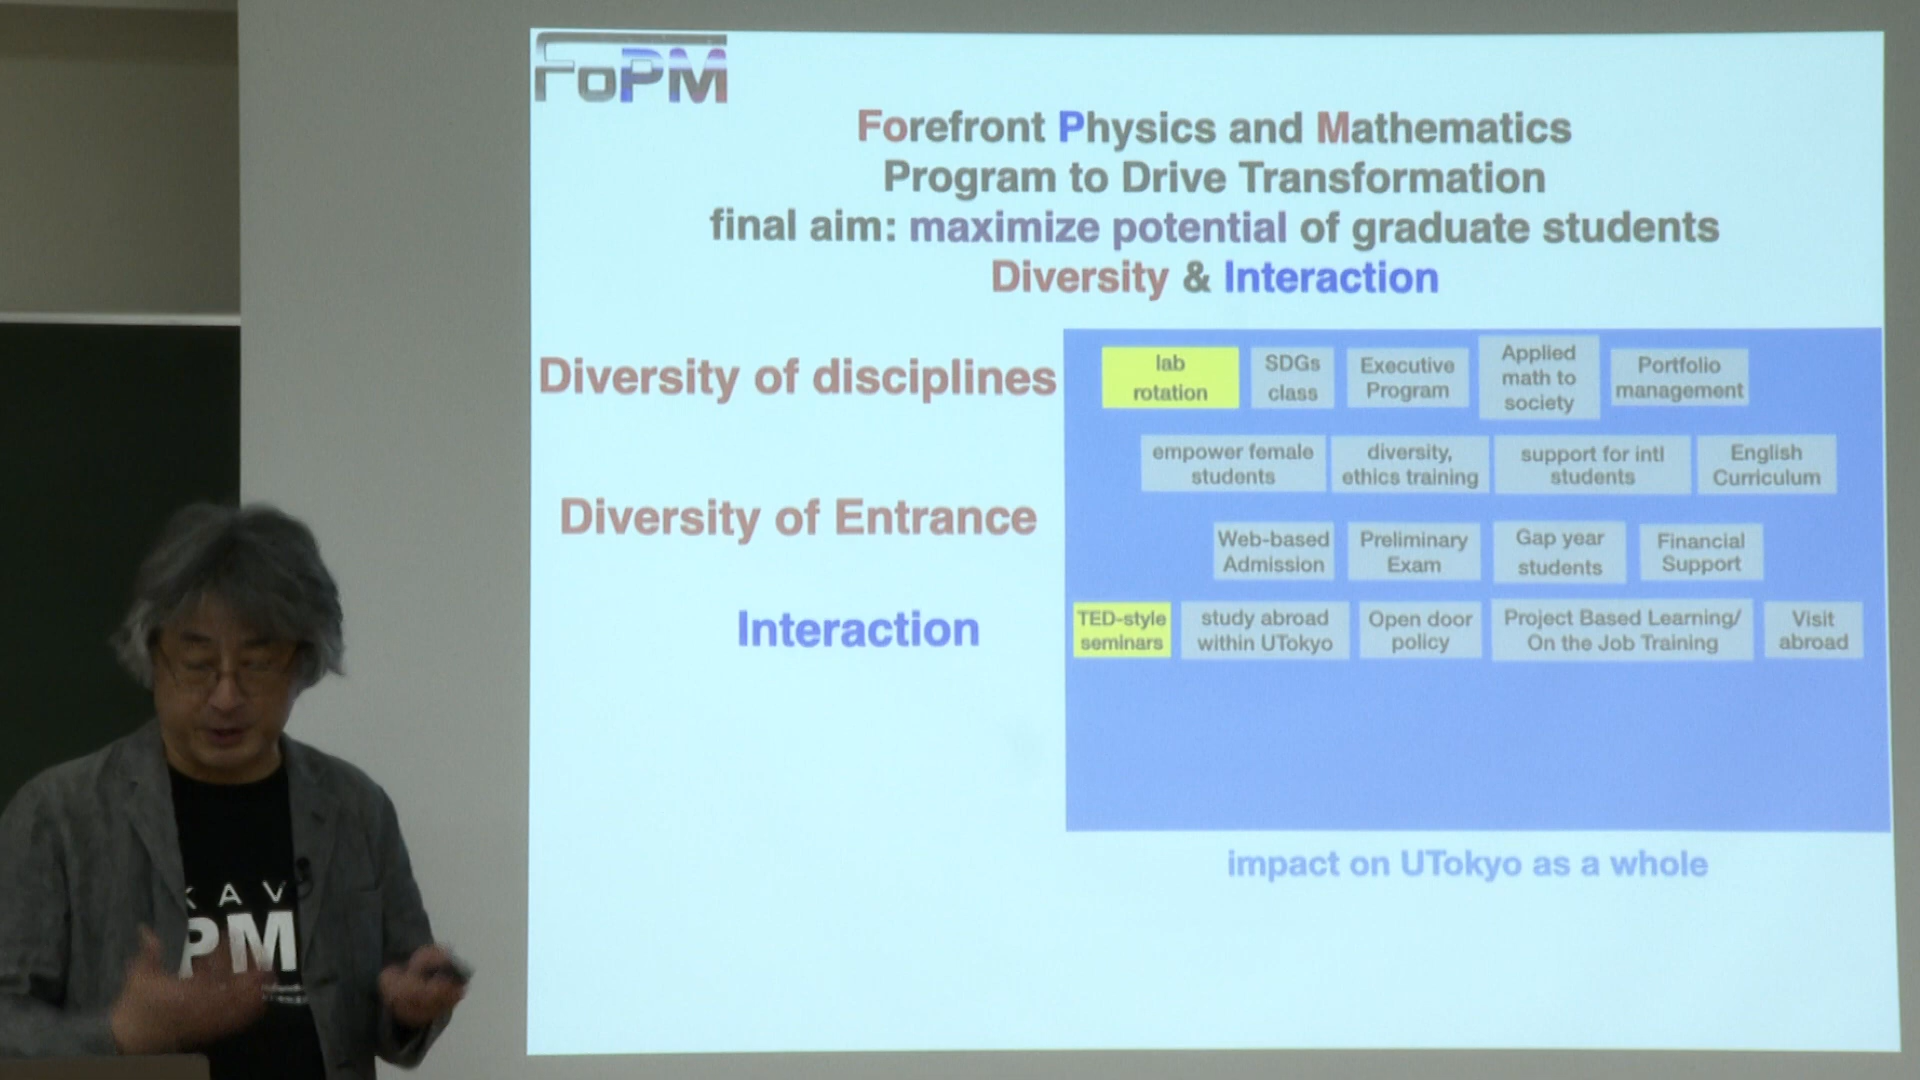 FoPM
Forefront Physics and Mathematics
Program to Drive Transformation
final aim: maximize potential of graduate students
Diversity & Interaction
Diversity of disciplines
lab
rotation
SDGs
class
Executive
Program
Applied
math to
society
Portfolio
management
empower female
students
diversity,
ethics training
support for intl
students
English
Curriculum
Diversity of Entrance
Web-based
Admission
Preliminary
Exam
Gap year
students
Financial
Support
Interaction
TED-style
seminars
study abroad
within UTokyo
Open door
policy
Project Based Learning/
On the Job Training
Visit
abroad
impact on UTokyo as a whole
KAV
PM